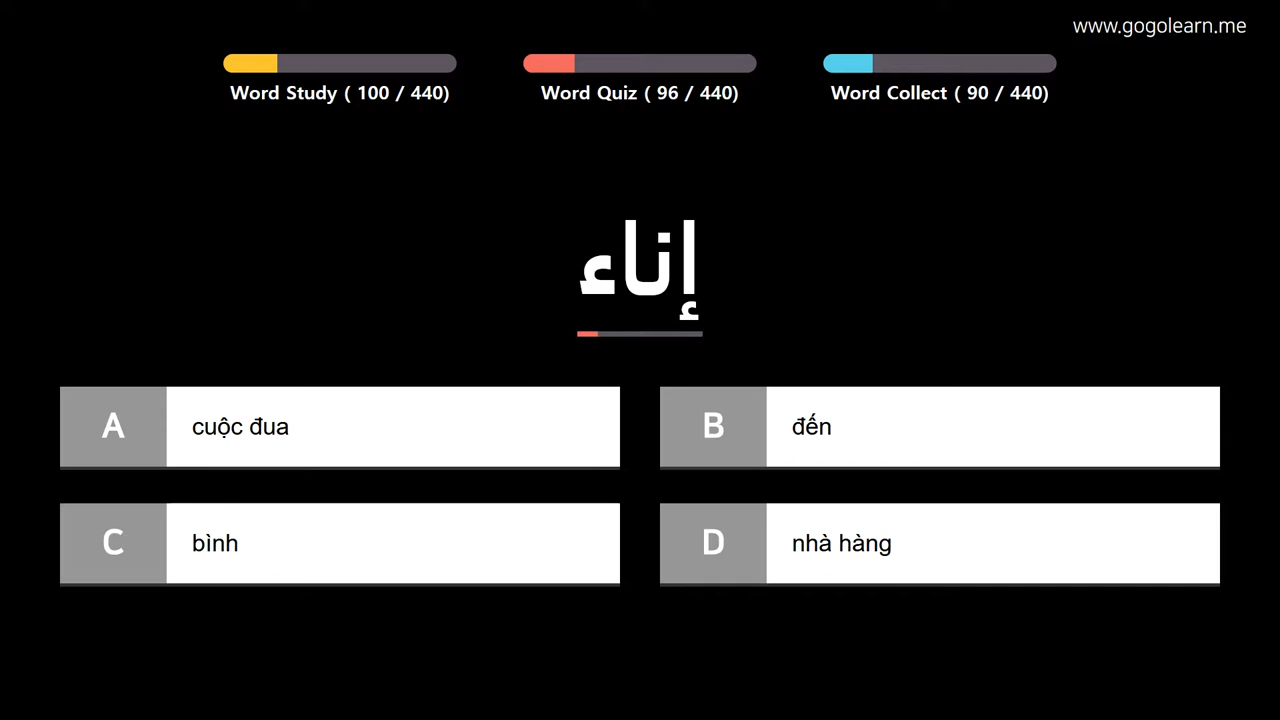 www.gogolearn.me
Word Study ( 100 / 440)
Word Quiz ( 96 / 440)
Word Collect ( 90 / 440)
إناء
A cuộc đua
B đến
C bình
D nhà hàng